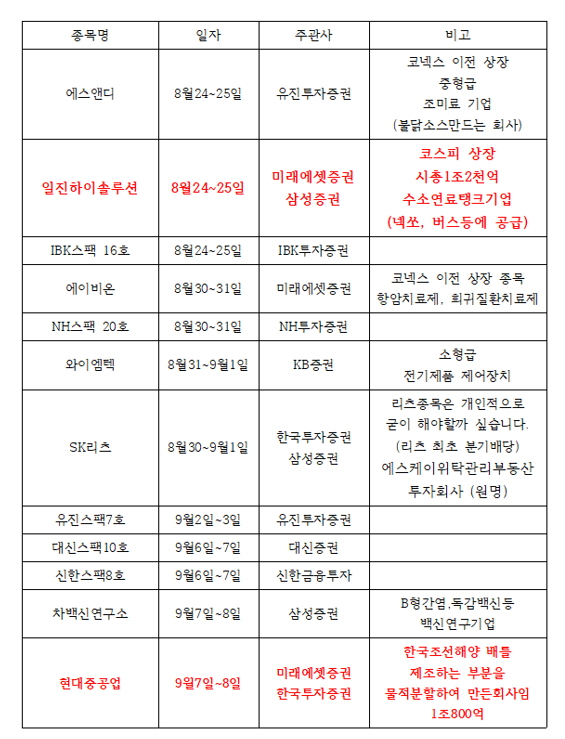 종목명 일자 주관사 비고
에스앤디 8월24~25일 유진투자증권
코넥스 이전 상장
중형급
조미료 기업
(불닭소스만드는 회사)
일진하이솔루션 8월24~25일
미래에셋증권
삼성증권
코스피 상장
시총1조2천억
수소연료탱크기업
(넥쏘, 버스등에 공급)
IBK스팩 16호 8월24~25일 IBK투자증권
에이비온 8월30~31일 미래에셋증권
코넥스 이전 상장 종목
항암치료제, 희귀질환치료제
NH스팩 20호 8월30~31일 NH투자증권
와이엠텍 8월31~9월1일 KB증권
소형급
전기제품 제어장치
SK리츠 8월30~9월1일
한국투자증권
삼성증권
리츠종목은 개인적으로
굳이 해야할까 싶습니다.
(리츠 최초 분기배당)
에스케이위탁관리부동산
투자회사 (원명)
유진스팩7호 9월2일~3일 유진투자증권
대신스팩10호 9월6일~7일 대신증권
신한스팩8호 9월6일~7일 신한금융투자
차백신연구소 9월7일~8일 삼성증권
B형간염,독감백신등
백신연구기업
현대중공업 9월7일~8일
미래에셋증권
한국투자증권
한국조선해양 배를
제조하는 부분을
물적분할하여 만든회사임
1조800억